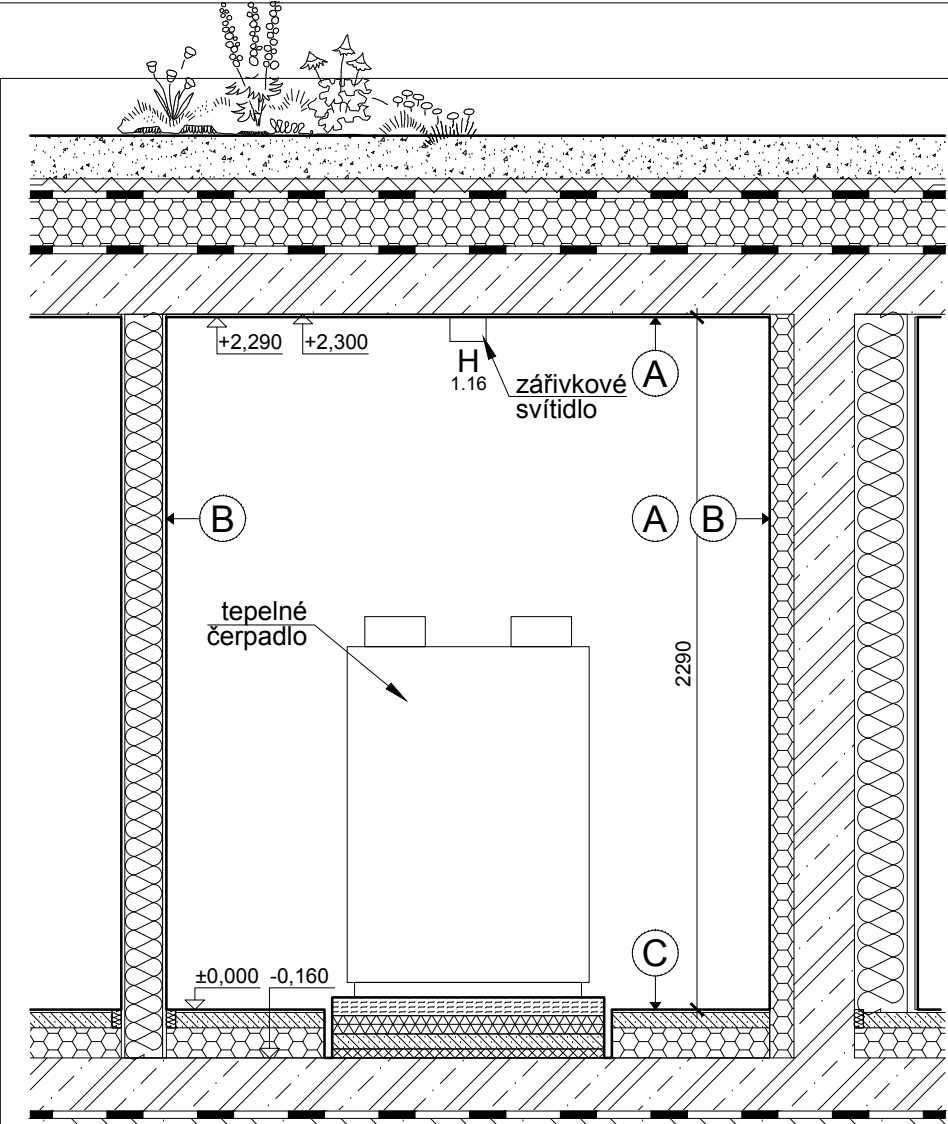 +2,290
+2,300
H
1.16
zářivkové
svítidlo
A
B
A
B
tepelné
čerpadlo
2290
C
±0,000
-0,160